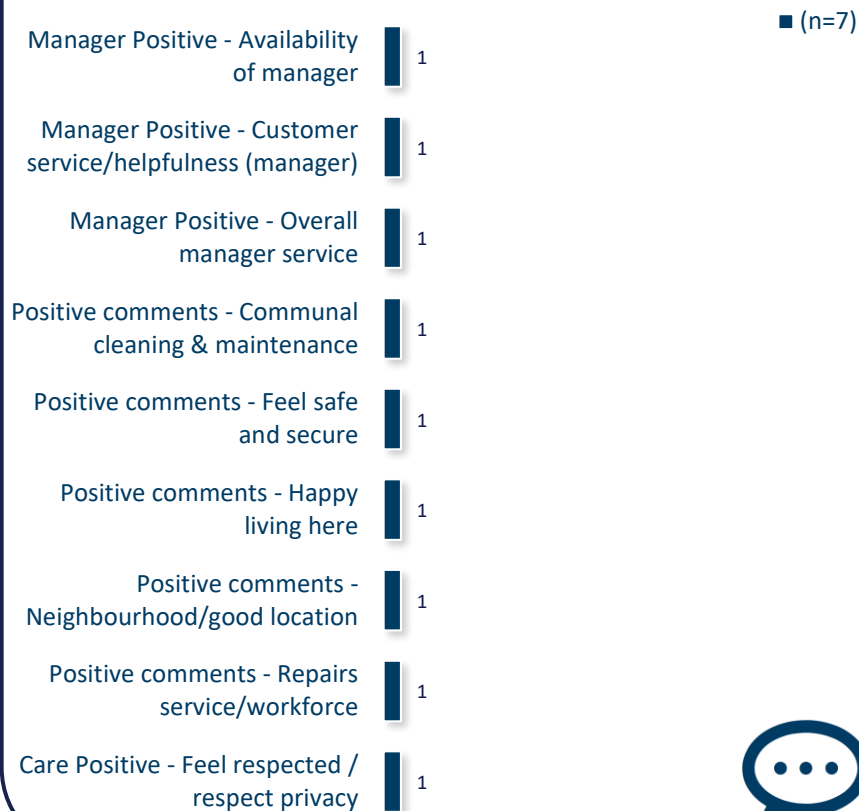 (n=7)
Manager Positive - Availability
of manager
1
Manager Positive - Customer
service/helpfulness (manager)
1
Manager Positive - Overall
manager service
1
Positive comments - Communal
cleaning & maintenance
1
Positive comments - Feel safe
and secure
1
Positive comments - Happy
living here
1
Positive comments -
Neighbourhood/good location
1
Positive comments - Repairs
service/workforce
1
Care Positive - Feel respected /
respect privacy
1